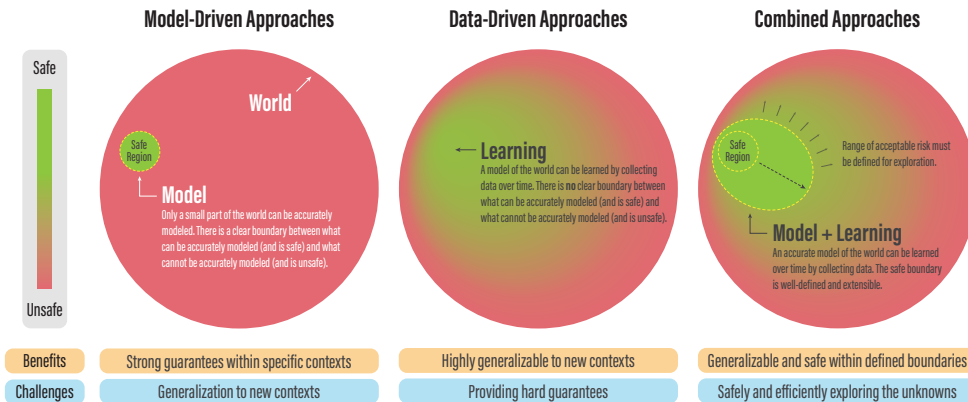 Model-Driven Approaches
Data-Driven Approaches
Combined Approaches
Safe
Unsafe
World
Safe
Region
Model
Only a small part of the world can be accurately
modeled. There is a clear boundary between what
can be accurately modeled (and is safe) and what
cannot be accurately modeled (and is unsafe).
Learning
A model of the world can be learned by collecting
data over time. There is no clear boundary between
what can be accurately modeled (and is safe) and
what cannot be accurately modeled (and is unsafe).
Safe
Region
Range of acceptable risk must
be defined for exploration.
Model + Learning
An accurate model of the world can be learned
over time by collecting data. The safe boundary
is well-defined and extensible.
Benefits
Strong guarantees within specific contexts
Highly generalizable to new contexts
Generalizable and safe within defined boundaries
Challenges
Generalization to new contexts
Providing hard guarantees
Safely and efficiently exploring the unknowns